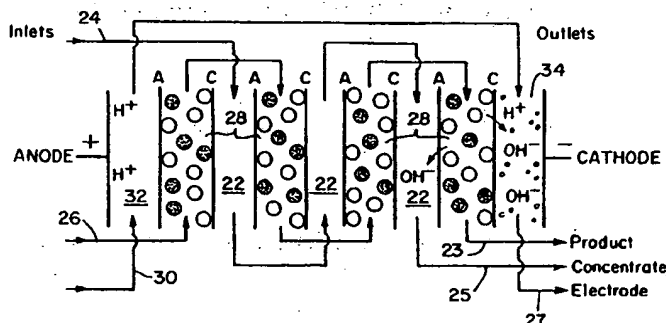 24
Inlets
Outlets
34
A C A C A C A C
H+
28
28
H+
ANODE +
OH-
- CATHODE
H+
OH-
32
22
22
22
OH-
26
23
Product
Concentrate
30
25
Electrode
27